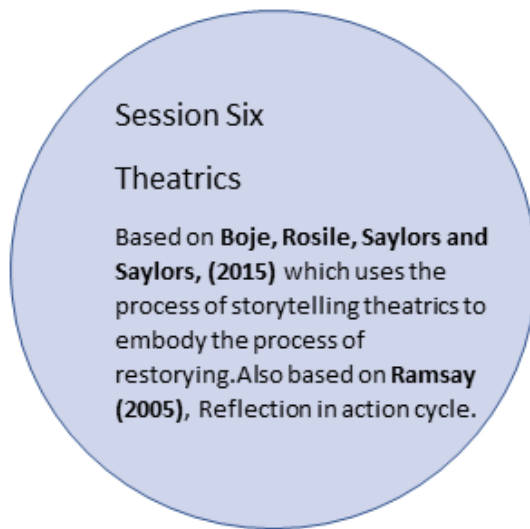 Session Six
Theatrics
Based on Boje, Rosile, Saylors and
Saylors, (2015) which uses the
process of storytelling theatrics to
embody the process of
restorying.Also based on Ramsay
(2005), Reflection in action cycle.